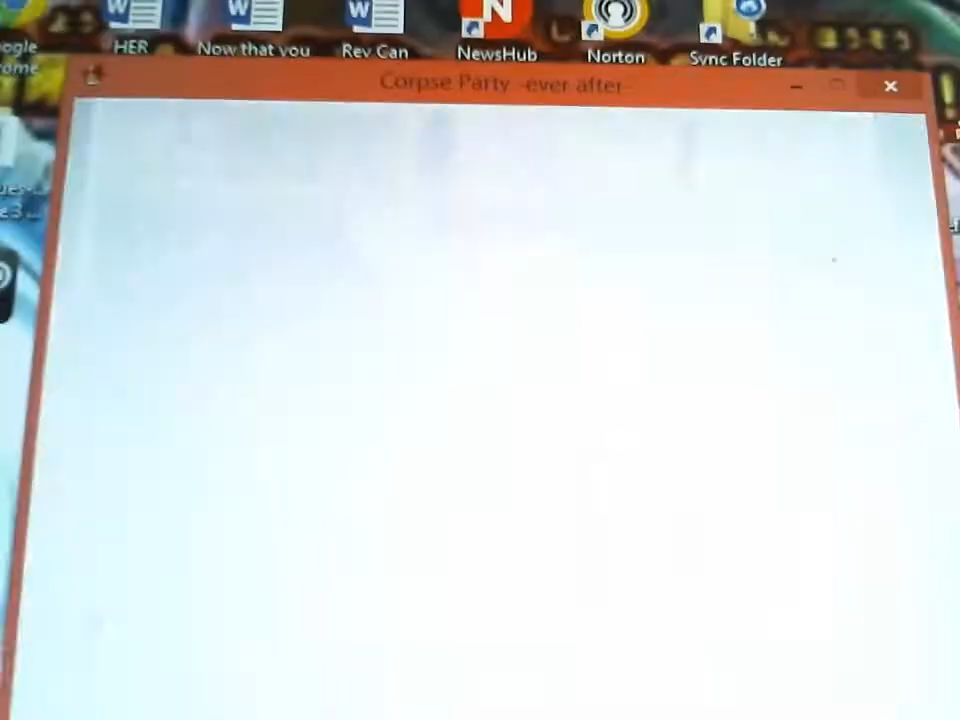 HER
Now that you
Rev Can
NewsHub
Norton
Sync Folder
Corpse Party -ever after-